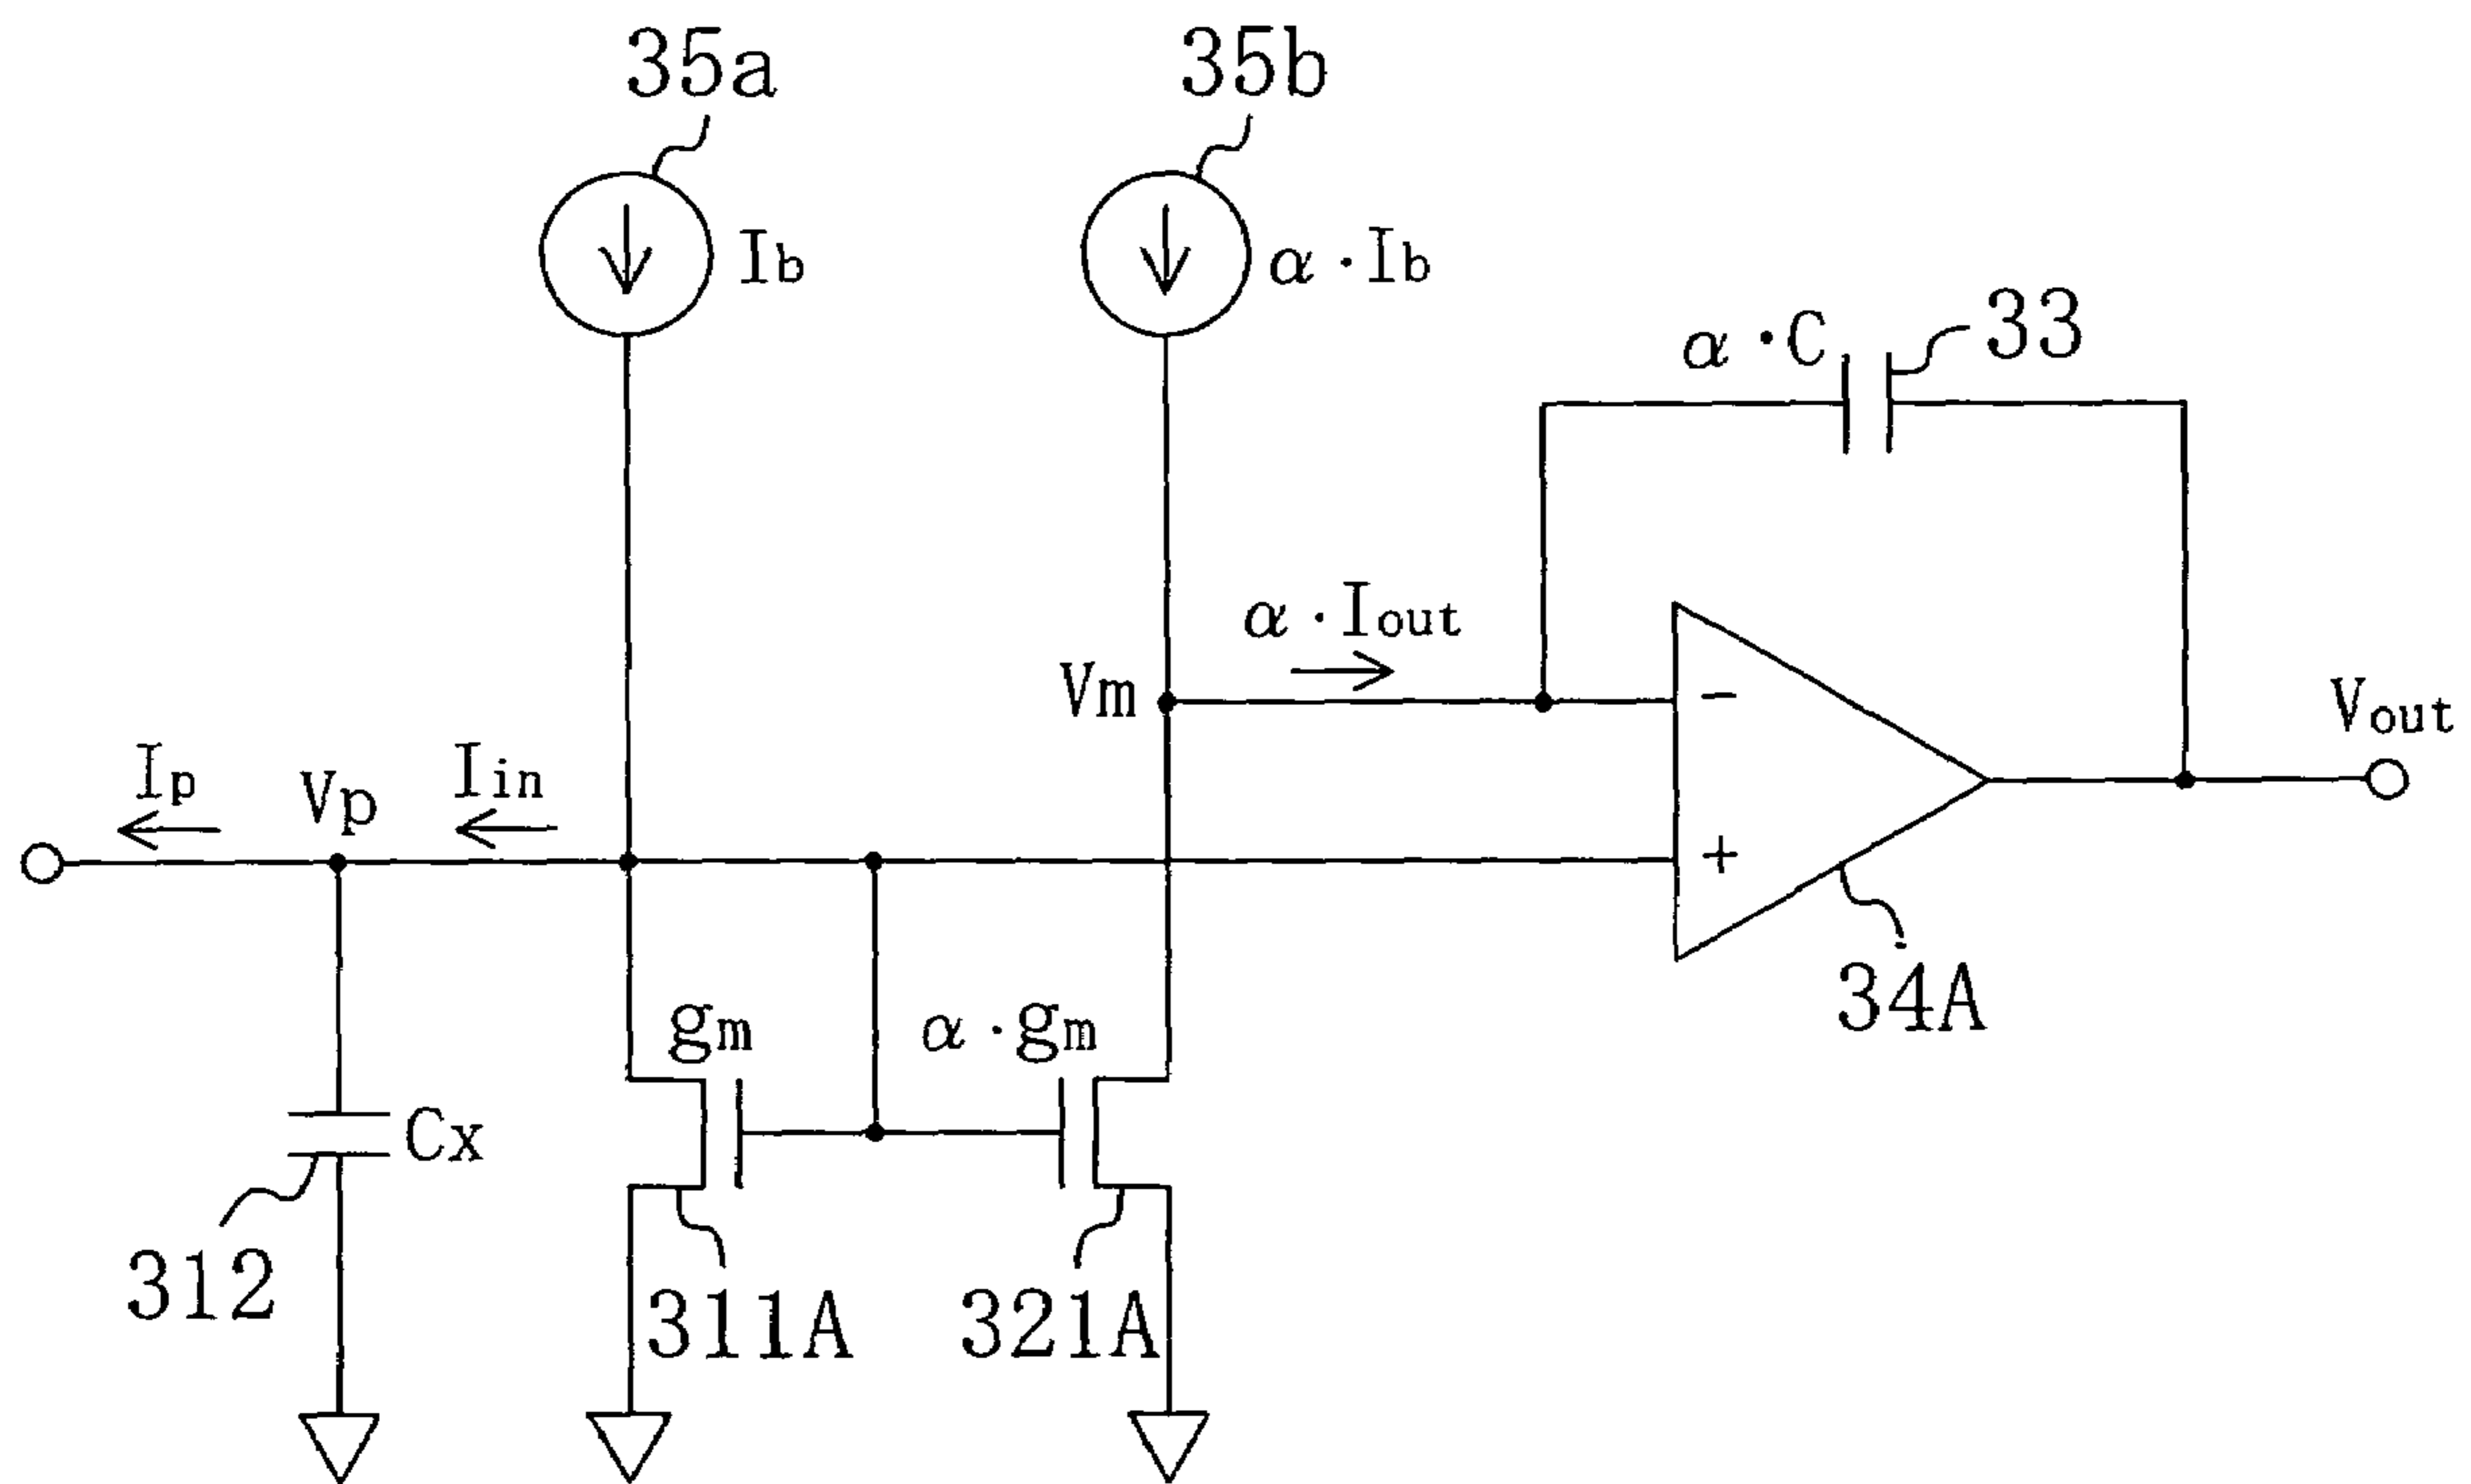 35a
35b
Ib
α·Ib
α·C
33
α·Iout
Vm
−
Vout
Ip
Vp
Iin
+
34A
gm
α·gm
Cx
312
311A
321A